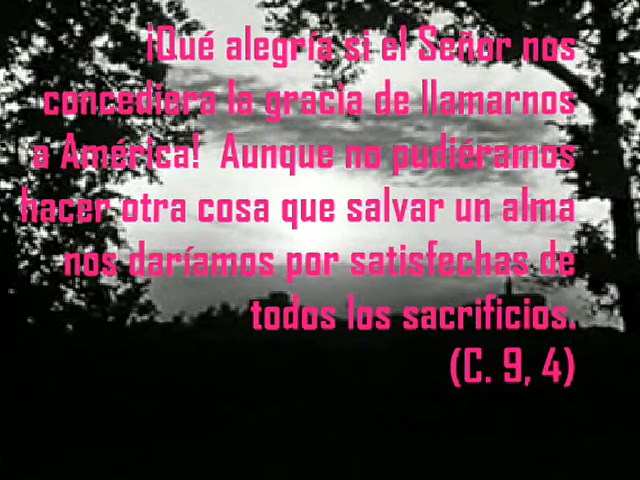 ¡Qué alegría si el Señor nos
concediera la gracia de llamarnos
a América!  Aunque no pudiéramos
hacer otra cosa que salvar un alma
nos daríamos por satisfechas de
todos los sacrificios.
(C. 9, 4)